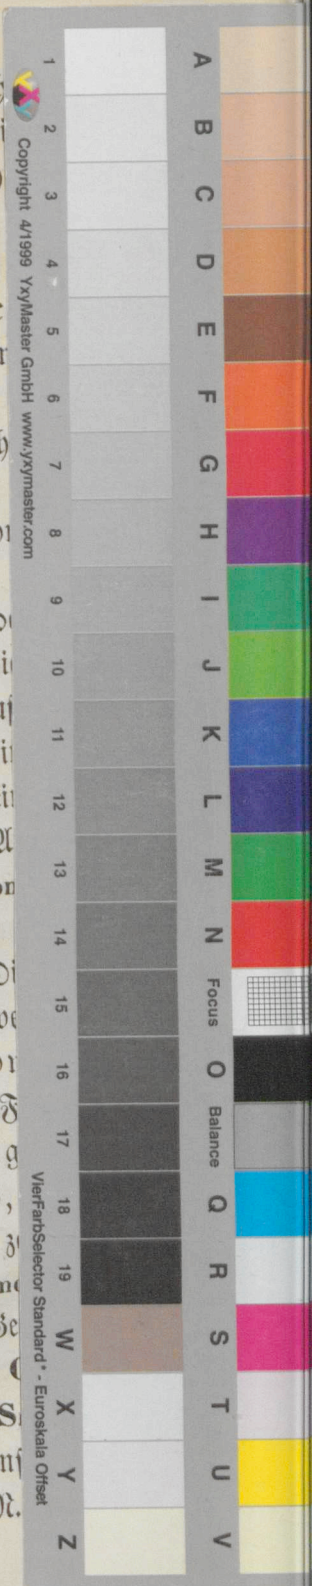 Copyright 4/1999 YxyMaster GmbH www.yxymaster.com
VierFarbSelector Standard* - Euroskala Offset
1 2 3 4 5 6 7 8 9 10 11 12 13 14 15 16 17 18 19 W X Y Z
A B C D E F G H I J K L M N Focus O Balance Q R S T U V